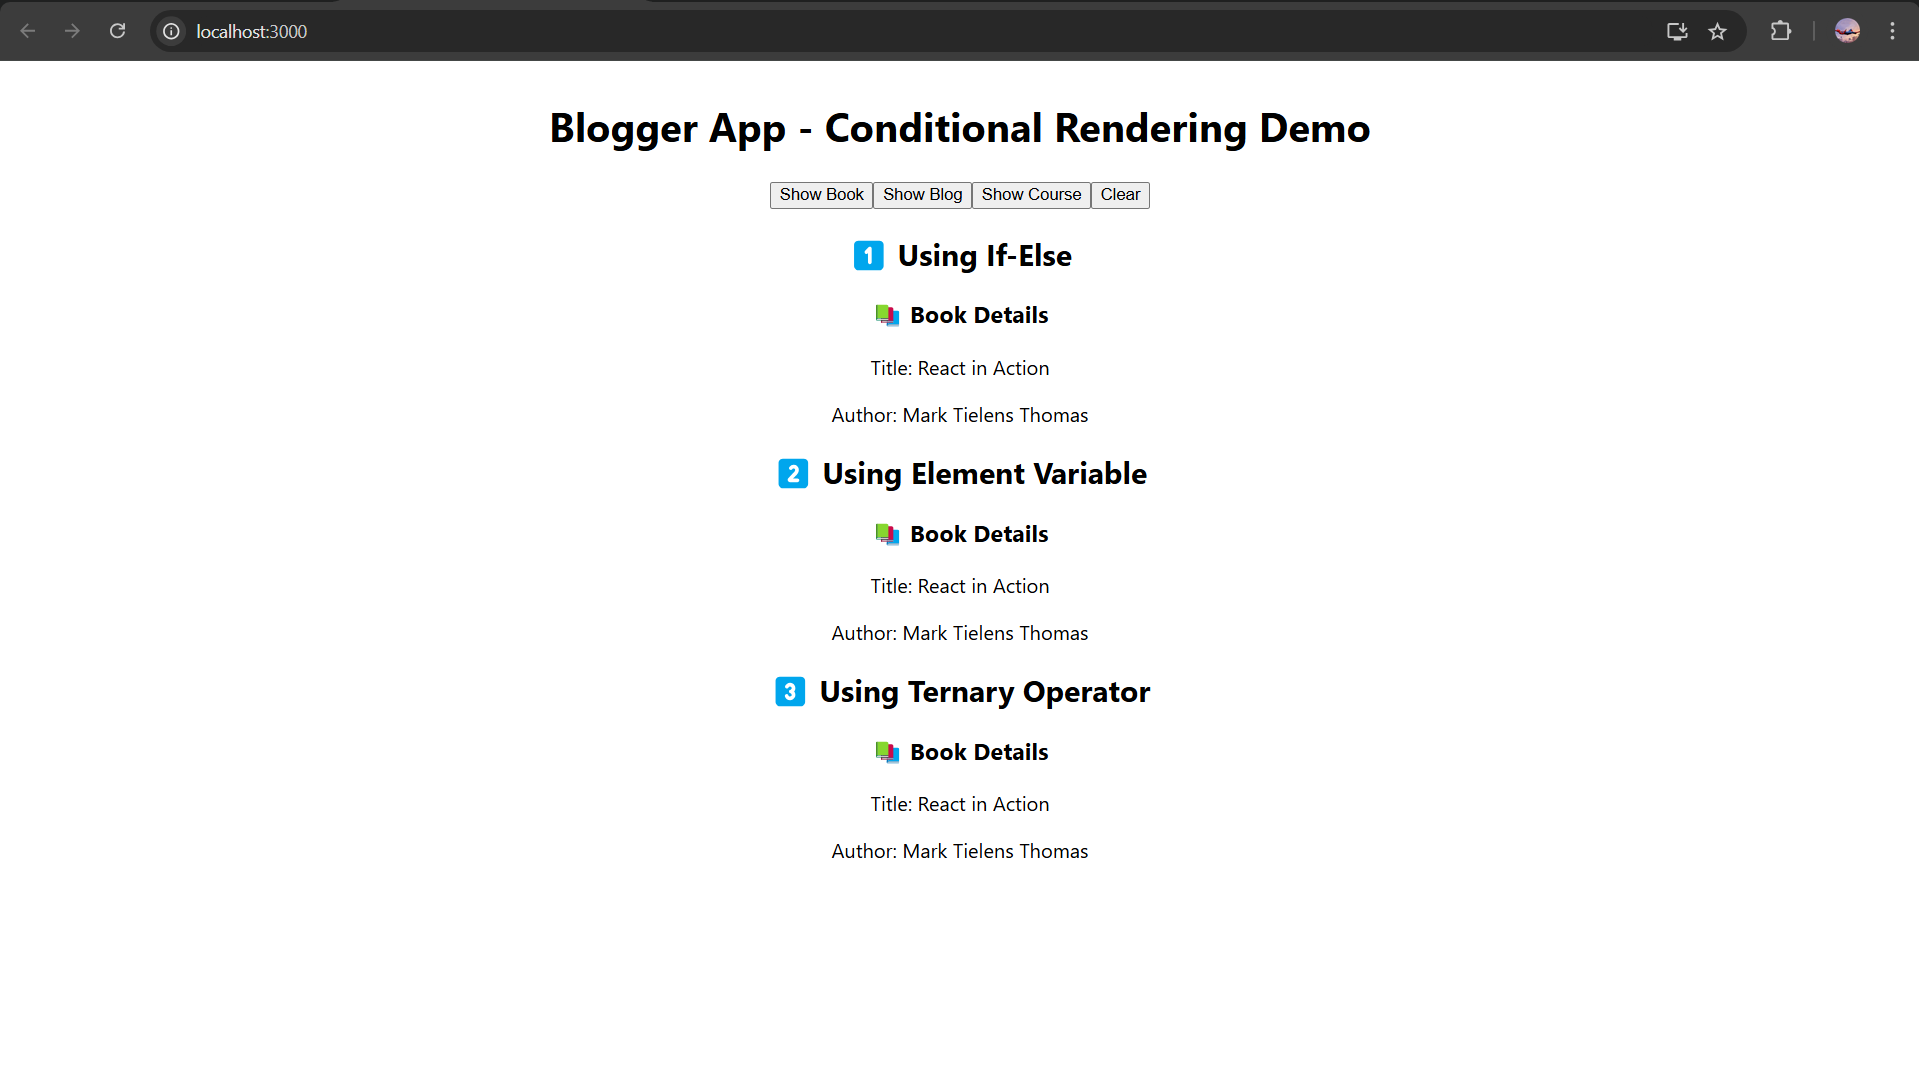 localhost:3000
Blogger App - Conditional Rendering Demo
Show Book Show Blog Show Course Clear
1️⃣ Using If-Else
📚 Book Details
Title: React in Action
Author: Mark Tielens Thomas
2️⃣ Using Element Variable
📚 Book Details
Title: React in Action
Author: Mark Tielens Thomas
3️⃣ Using Ternary Operator
📚 Book Details
Title: React in Action
Author: Mark Tielens Thomas